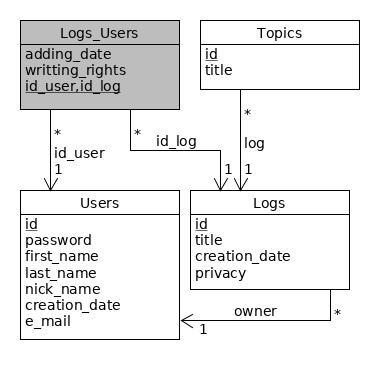 Logs_Users
adding_date
writting_rights
id_user,id_log
Topics
id
title
*
id_user
1
*
id_log
1
*
log
1
Users
id
password
first_name
last_name
nick_name
creation_date
e_mail
Logs
id
title
creation_date
privacy
owner
*
1